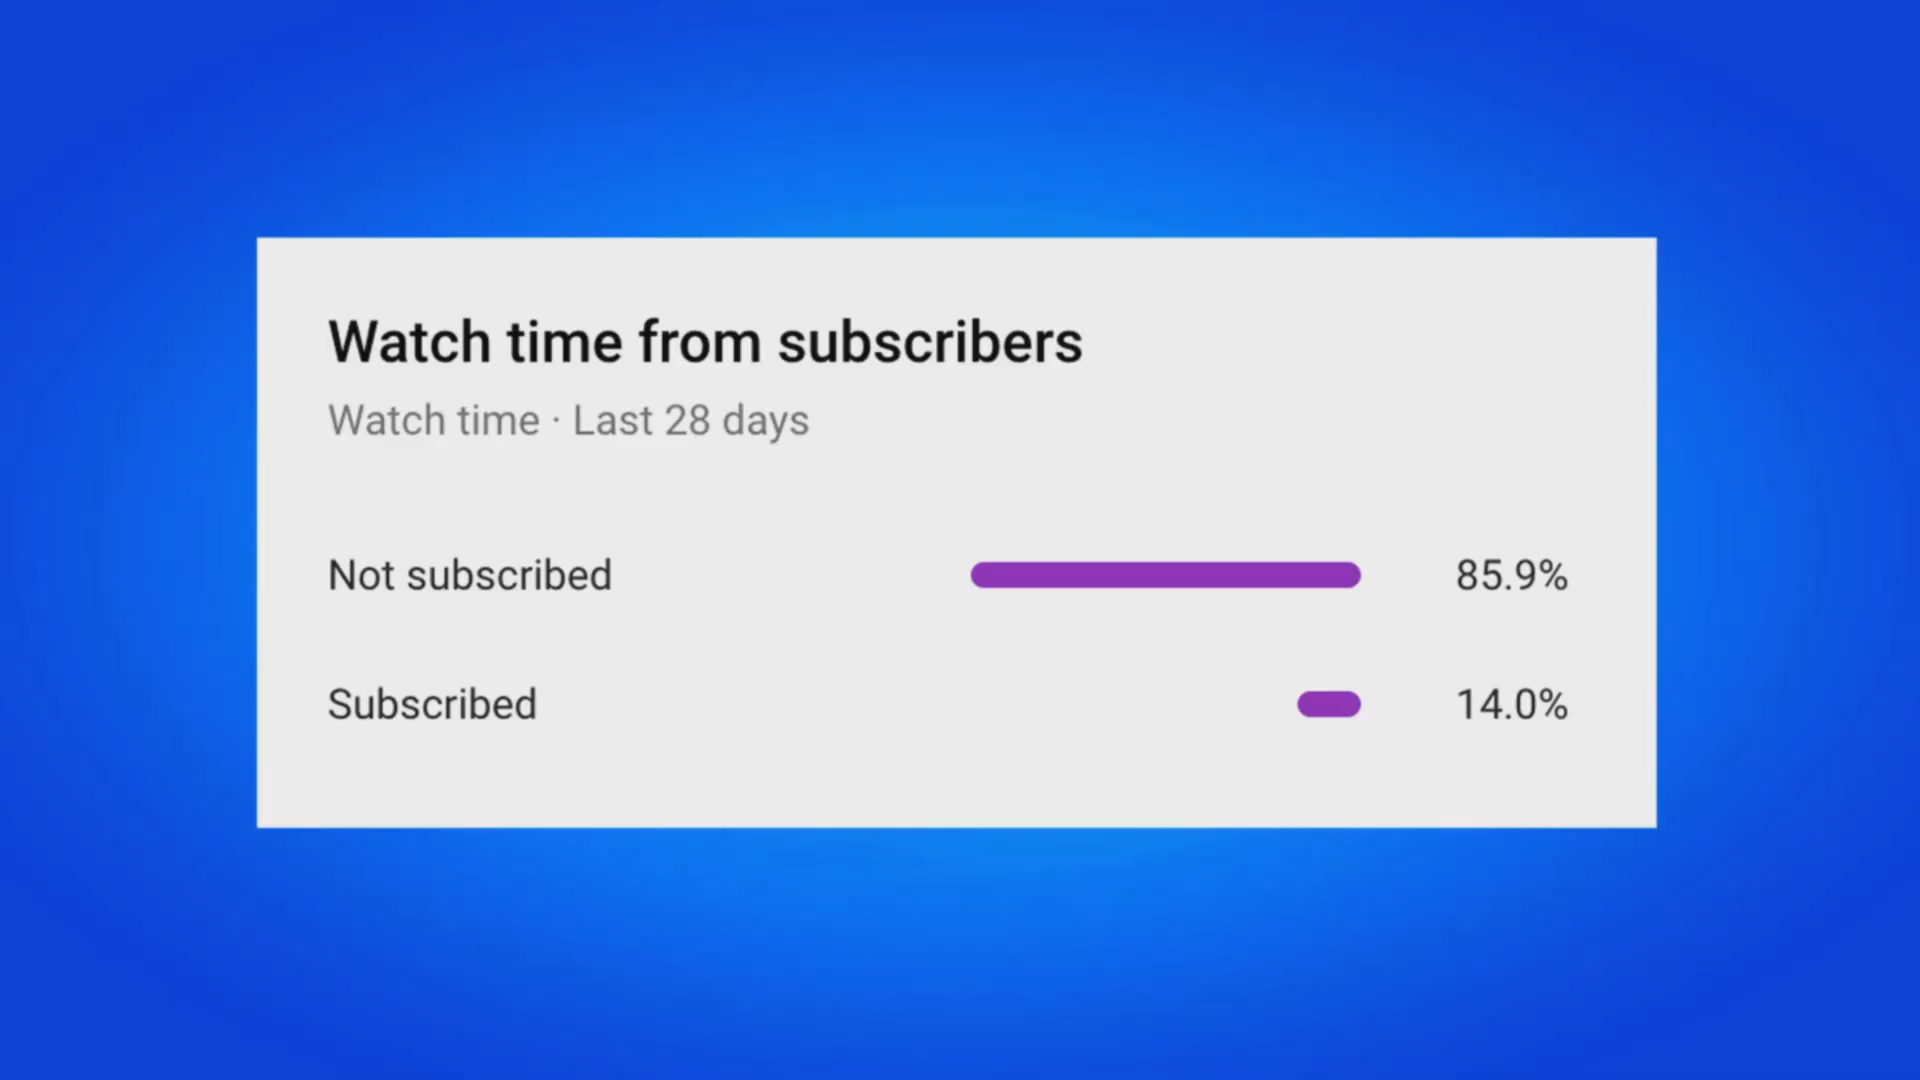 Watch time from subscribers
Watch time · Last 28 days
Not subscribed 85.9%
Subscribed 14.0%